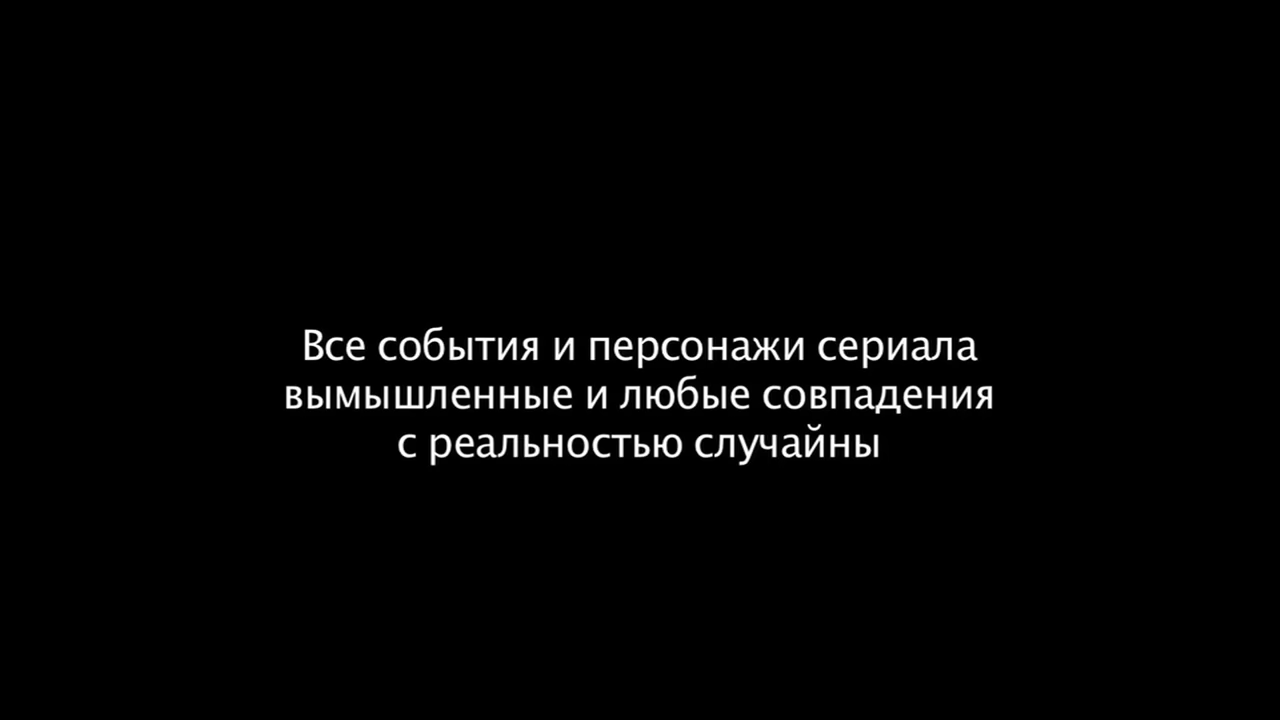 Все события и персонажи сериала
вымышленные и любые совпадения
с реальностью случайны